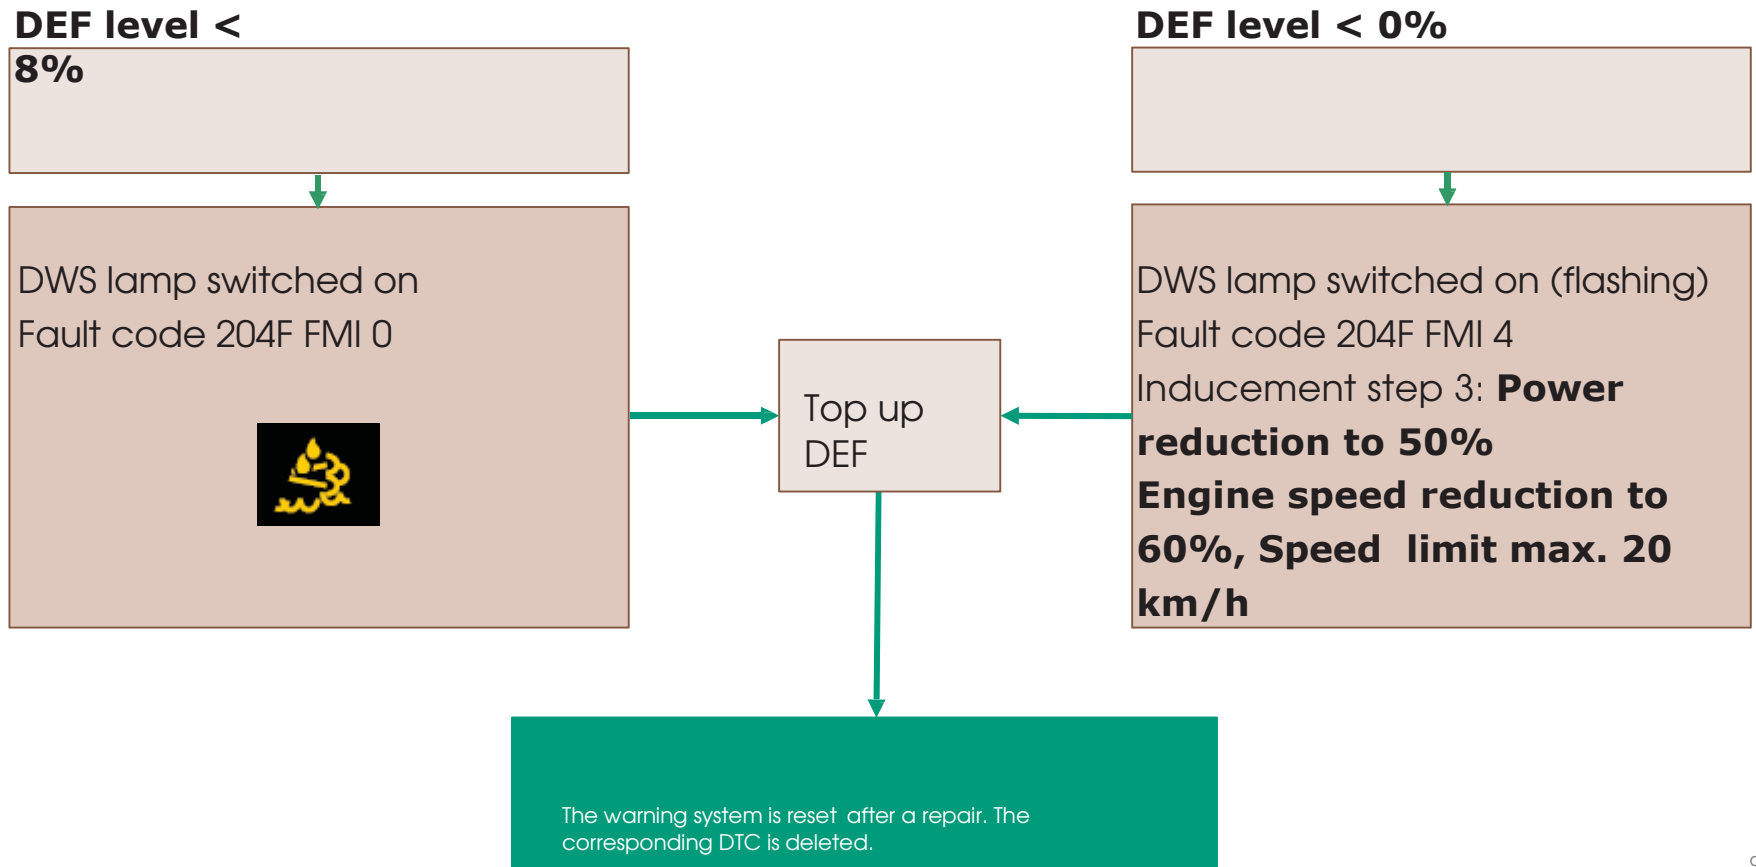 DEF level <
8%
DWS lamp switched on
Fault code 204F FMI 0
Top up
DEF
DEF level < 0%
DWS lamp switched on (flashing)
Fault code 204F FMI 4
Inducement step 3: Power
reduction to 50%
Engine speed reduction to
60%, Speed limit max. 20
km/h
The warning system is reset after a repair. The
corresponding DTC is deleted.